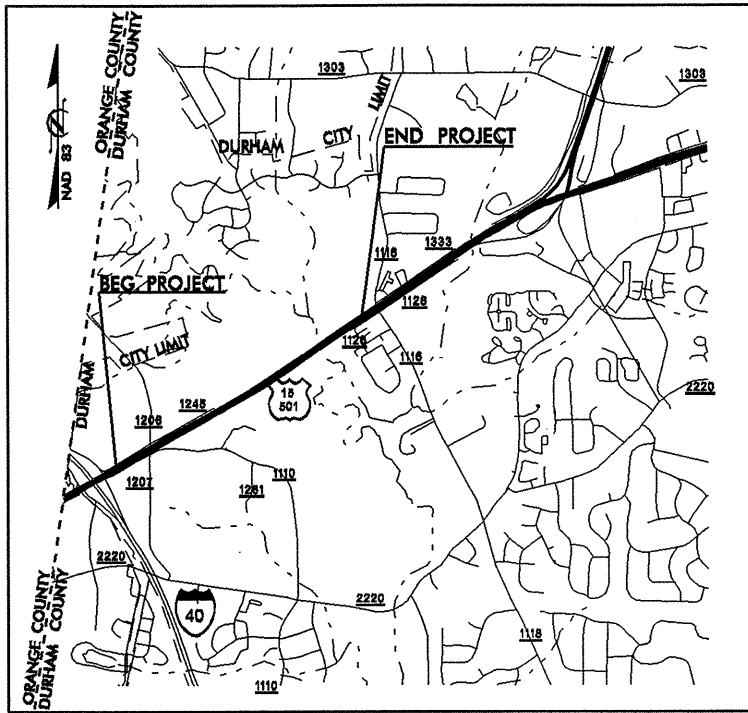 1303
1303
ORANGE COUNTY
DURHAM COUNTY
NAD 83
DURHAM
CITY
LIMIT
END PROJECT
1333
1116
BEG. PROJECT
1126
1126
CITY LIMIT
1116
DURHAM
1245
15
501
2220
1206
1207
1261
1110
2220
2220
40
1118
1110
ORANGE COUNTY
DURHAM COUNTY